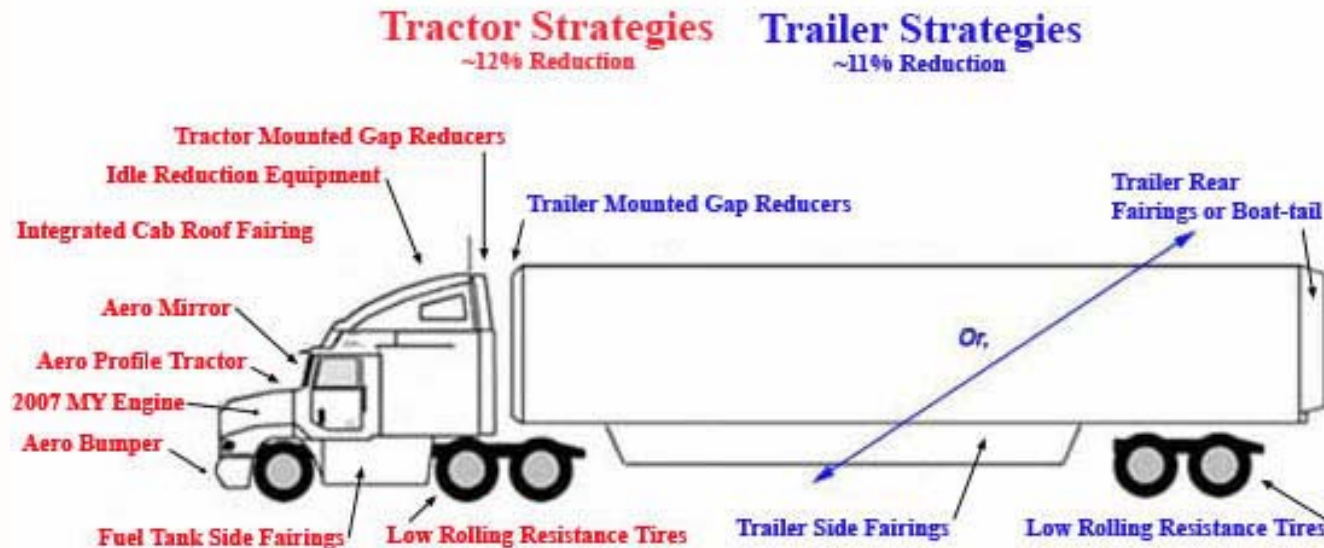 Tractor Strategies
~12% Reduction
Trailer Strategies
~11% Reduction
Tractor Mounted Gap Reducers
Idle Reduction Equipment
Integrated Cab Roof Fairing
Aero Mirror
Aero Profile Tractor
2007 MY Engine
Aero Bumper
Fuel Tank Side Fairings
Low Rolling Resistance Tires
Trailer Mounted Gap Reducers
Trailer Rear
Fairings or Boat-tail
Or,
Trailer Side Fairings
Low Rolling Resistance Tires